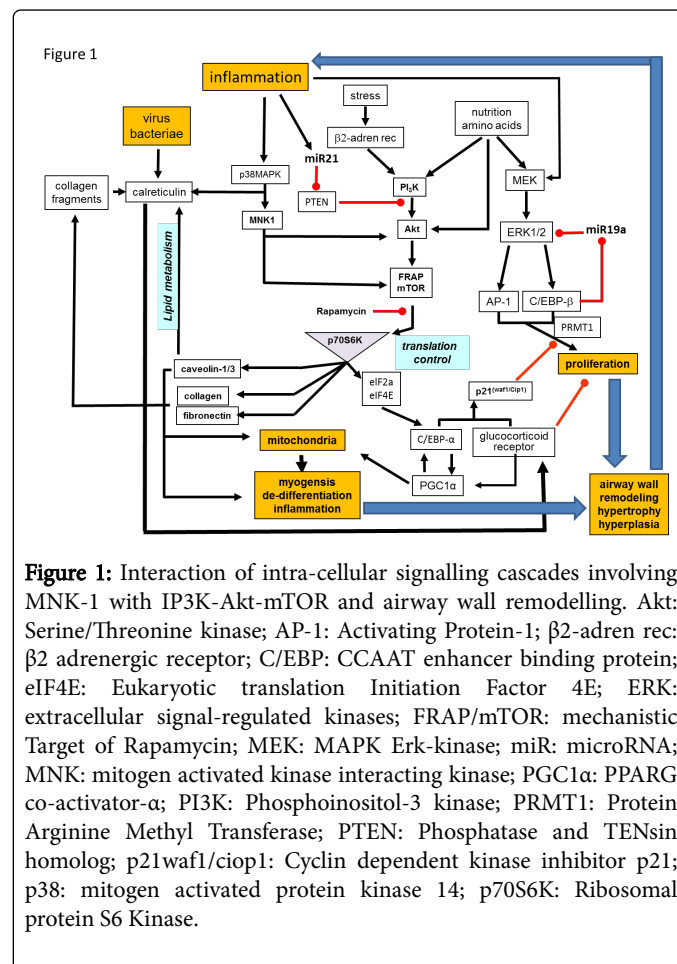 Figure 1
inflammation
stress
nutrition
amino acids
virus
bacteriae
β2-adren rec
miR21
p38MAPK
PI₃K
MEK
collagen
fragments
calreticulin
PTEN
MNK1
Akt
ERK1/2
miR19a
Lipid metabolism
FRAP
mTOR
AP-1
C/EBP-β
Rapamycin
PRMT1
p70S6K
translation
control
proliferation
caveolin-1/3
eIF2a
eIF4E
p21(waf1/Cip1)
collagen
fibronectin
mitochondria
C/EBP-α
glucocorticoid
receptor
PGC1α
myogensis
de-differentiation
inflammation
airway wall
remodeling
hypertrophy
hyperplasia
Figure 1: Interaction of intra-cellular signalling cascades involving
MNK-1 with IP3K-Akt-mTOR and airway wall remodelling. Akt:
Serine/Threonine kinase; AP-1: Activating Protein-1; β2-adren rec:
β2 adrenergic receptor; C/EBP: CCAAT enhancer binding protein;
eIF4E: Eukaryotic translation Initiation Factor 4E; ERK:
extracellular signal-regulated kinases; FRAP/mTOR: mechanistic
Target of Rapamycin; MEK: MAPK Erk-kinase; miR: microRNA;
MNK: mitogen activated kinase interacting kinase; PGC1α: PPARG
co-activator-α; PI3K: Phosphoinositol-3 kinase; PRMT1: Protein
Arginine Methyl Transferase; PTEN: Phosphatase and TENsin
homolog; p21waf1/ciop1: Cyclin dependent kinase inhibitor p21;
p38: mitogen activated protein kinase 14; p70S6K: Ribosomal
protein S6 Kinase.